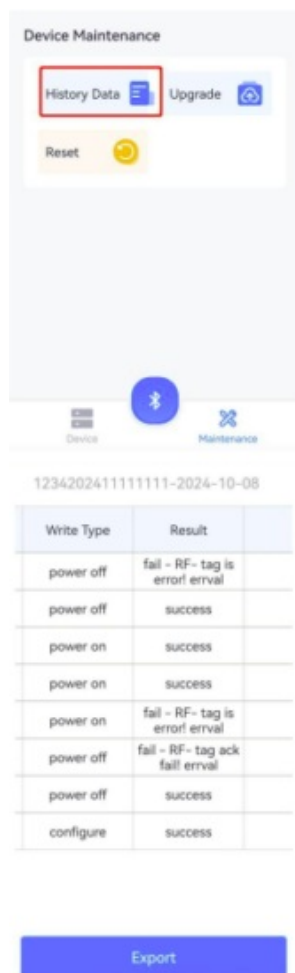 Device Maintenance
History Data
Upgrade
Reset
Device
Maintenance
1234202411111111-2024-10-08
Write Type Result
power off fail - RF- tag is
error! errval
power off success
power on success
power on success
power on fail - RF- tag is
error! errval
power off fail - RF- tag ack
fail! errval
power off success
configure success
Export